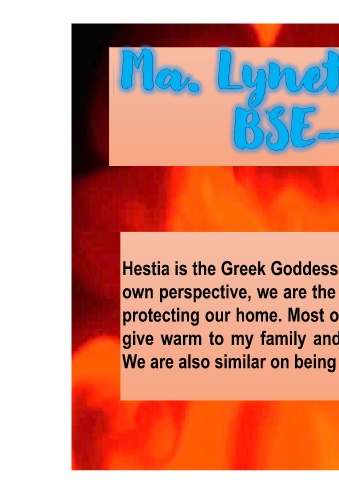 Ma. Lynet
BSE-
Hestia is the Greek Goddess
own perspective, we are the
protecting our home. Most o
give warm to my family and
We are also similar on being